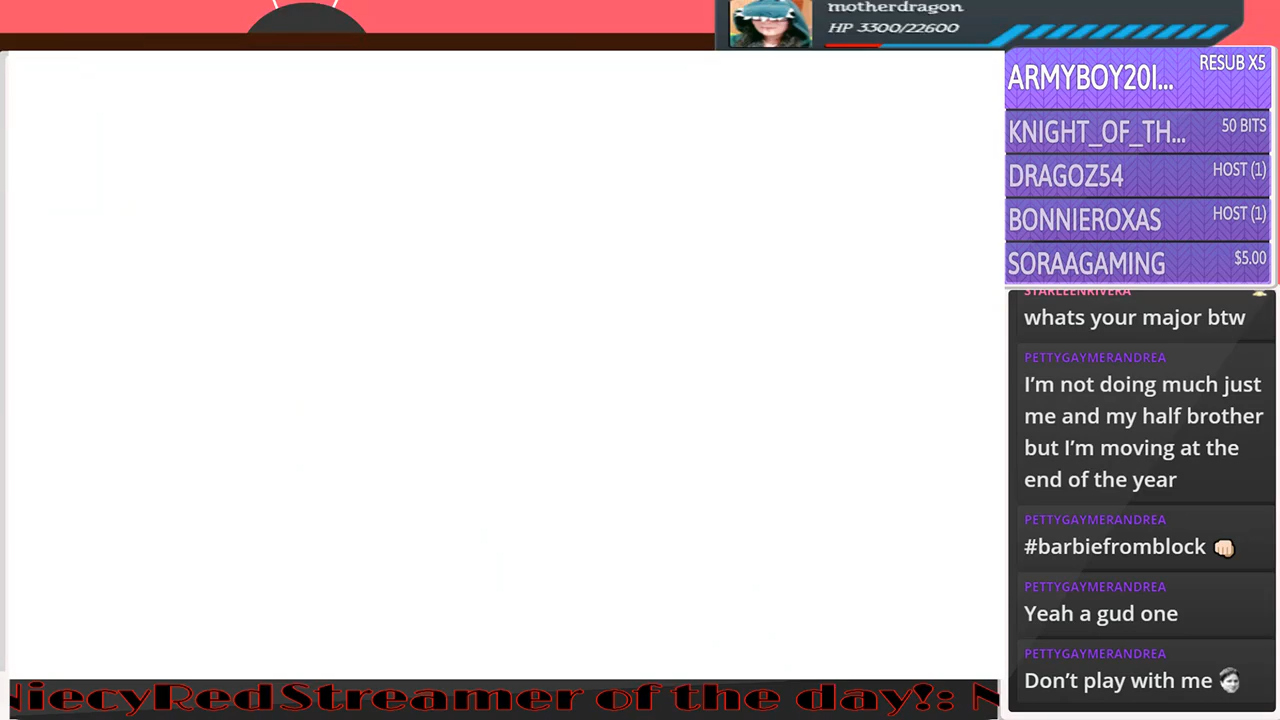 motherdragon
HP 3300/22600
ARMYBOY20I... RESUB X5
KNIGHT_OF_TH... 50 BITS
DRAGOZ54 HOST (1)
BONNIEROXAS HOST (1)
SORAAGAMING $5.00
STARLEENRIVERA
whats your major btw
PETTYGAYMERANDREA
I'm not doing much just
me and my half brother
but I'm moving at the
end of the year
PETTYGAYMERANDREA
#barbiefromblock 👊🏻
PETTYGAYMERANDREA
Yeah a gud one
PETTYGAYMERANDREA
Don't play with me
NiecyRedStreamer of the day!: N